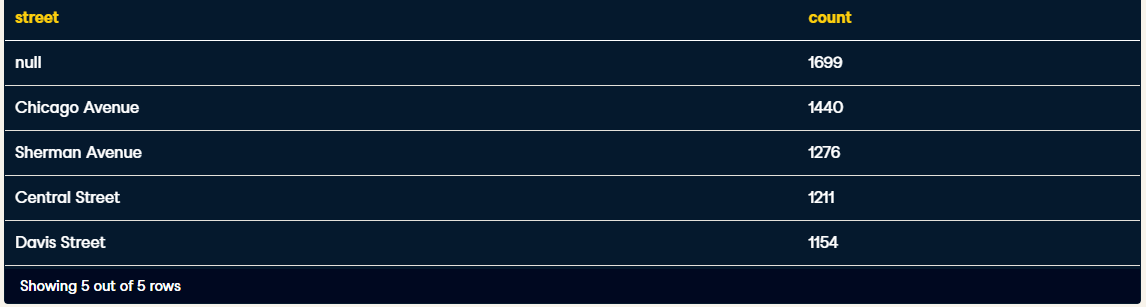 street count
null 1699
Chicago Avenue 1440
Sherman Avenue 1276
Central Street 1211
Davis Street 1154
Showing 5 out of 5 rows